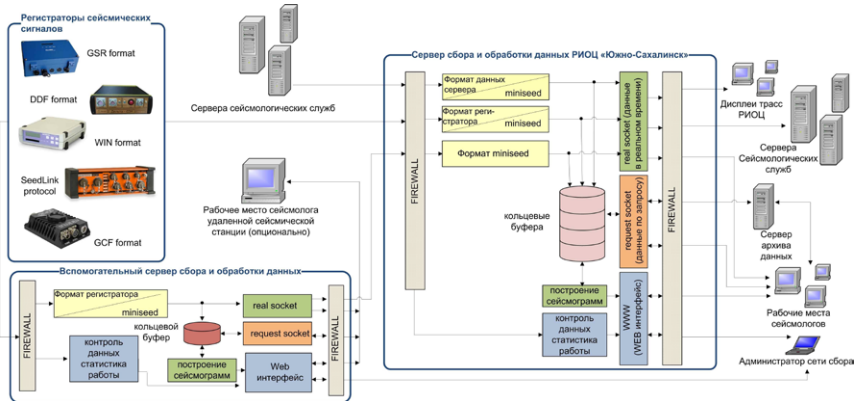 Регистраторы сейсмических
сигналов
GSR format
DDF format
WIN format
SeedLink
protocol
GCF format
Сервера сейсмологических служб
Рабочее место сейсмолога
удаленной сейсмической
станции (опционально)
Вспомогательный сервер сбора и обработки данных
FIREWALL
Формат регистратора
miniseed
кольцевой
буфер
контроль
данных
статистика
работы
построение
сейсмограмм
real socket
request socket
Web
интерфейс
FIREWALL
Сервер сбора и обработки данных РИОЦ «Южно-Сахалинск»
FIREWALL
Формат данных
сервера
miniseed
Формат реги-
стратора
miniseed
Формат miniseed
кольцевые
буфера
построение
сейсмограмм
контроль
данных
статистика
работы
real socket (данные
в реальном времени)
request socket
(данные по запросу)
WWW
(WEB интерфейс)
FIREWALL
Дисплеи трасс
РИОЦ
Сервера
Сейсмологических
служб
Сервер
архива
данных
Рабочие места
сейсмологов
Администратор сети сбора